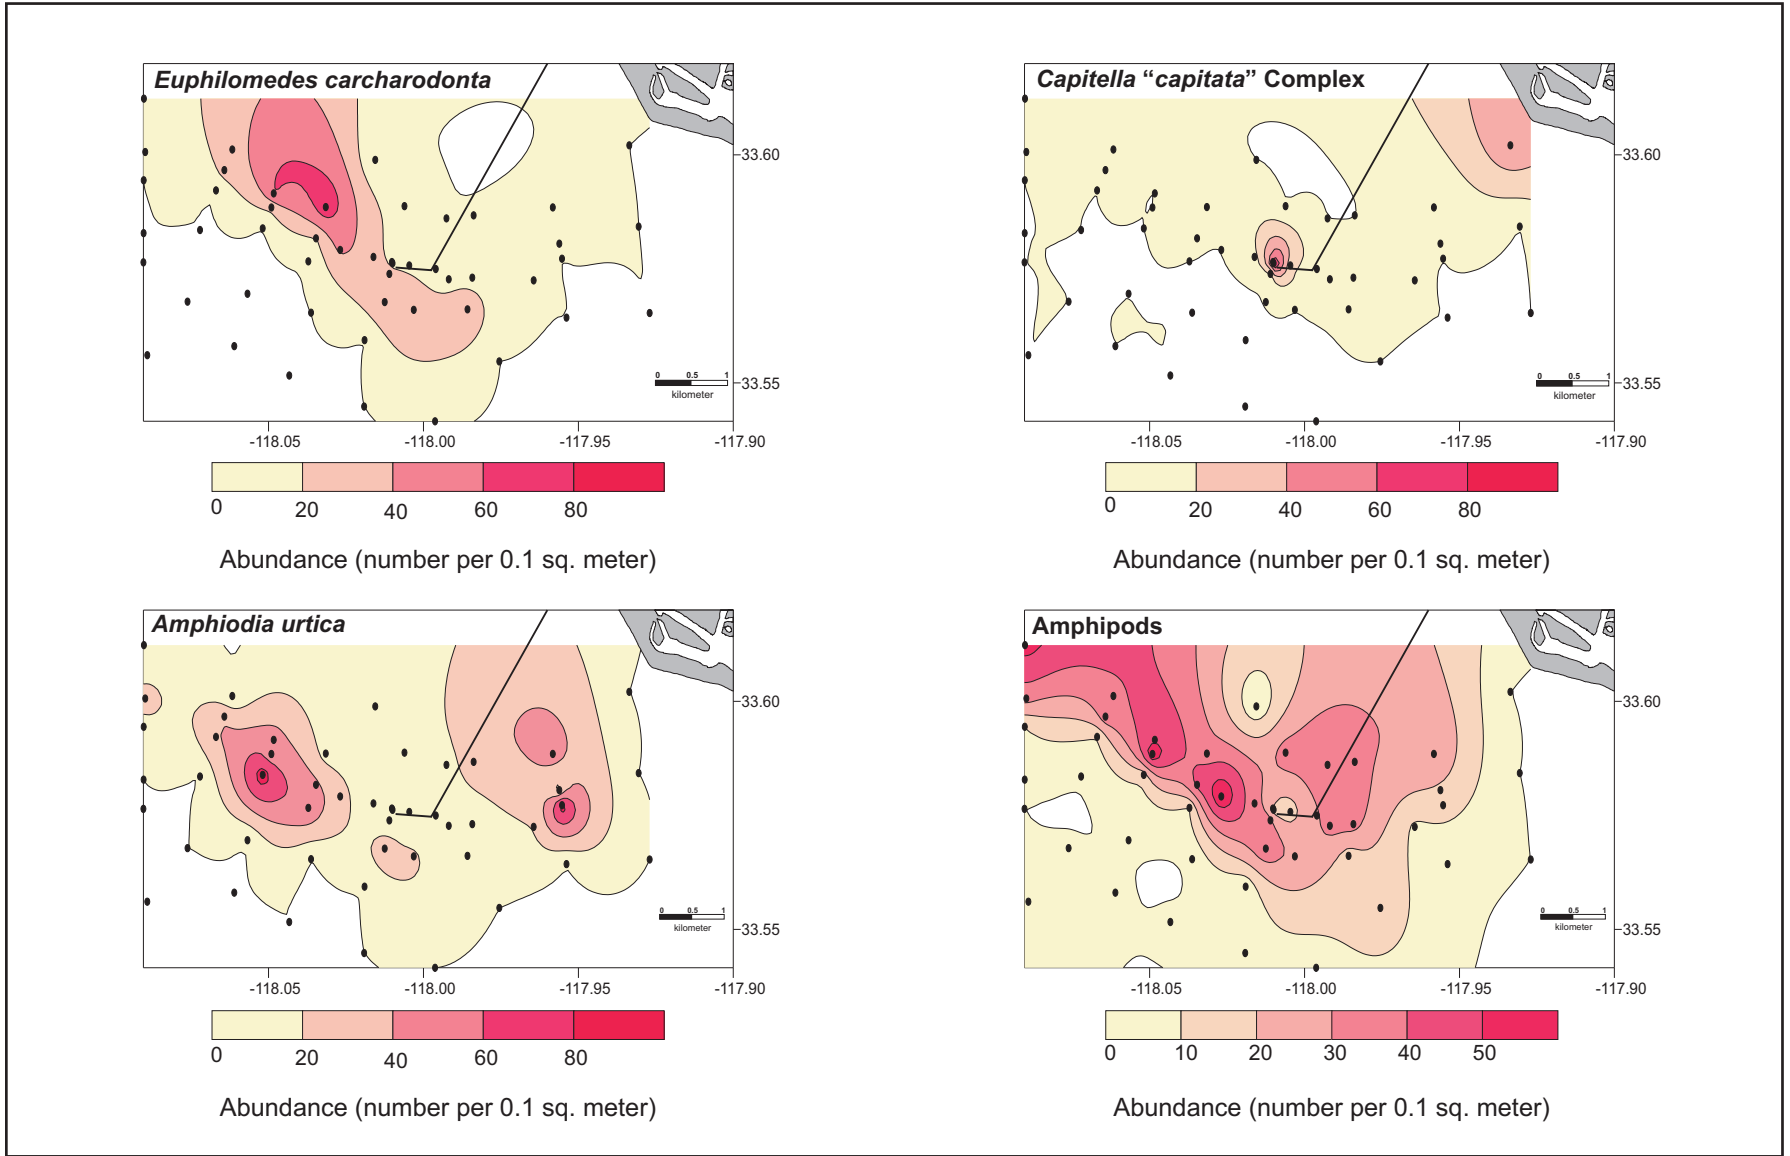 Euphilomedes carcharodonta
33.60
0 0.5 1
kilometer
33.55
-118.05 -118.00 -117.95 -117.90
0 20 40 60 80
Abundance (number per 0.1 sq. meter)
Capitella “capitata” Complex
33.60
0 0.5 1
kilometer
33.55
-118.05 -118.00 -117.95 -117.90
0 20 40 60 80
Abundance (number per 0.1 sq. meter)
Amphiodia urtica
33.60
0 0.5 1
kilometer
33.55
-118.05 -118.00 -117.95 -117.90
0 20 40 60 80
Abundance (number per 0.1 sq. meter)
Amphipods
33.60
0 0.5 1
kilometer
33.55
-118.05 -118.00 -117.95 -117.90
0 10 20 30 40 50
Abundance (number per 0.1 sq. meter)